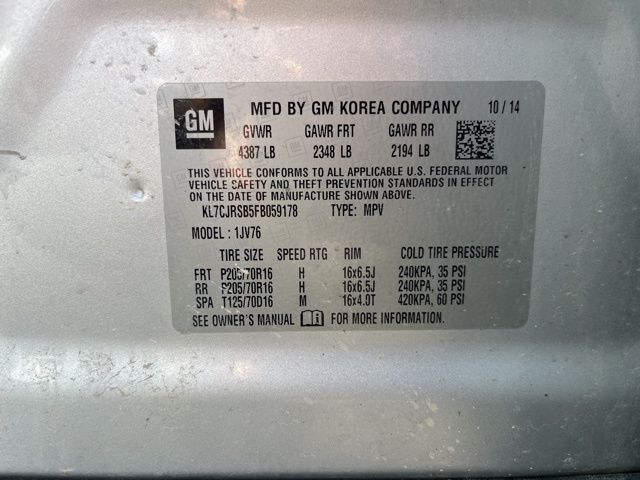 GM MFD BY GM KOREA COMPANY 10/14
GVWR GAWR FRT GAWR RR
4387 LB 2348 LB 2194 LB
THIS VEHICLE CONFORMS TO ALL APPLICABLE U.S. FEDERAL MOTOR
VEHICLE SAFETY AND THEFT PREVENTION STANDARDS IN EFFECT
ON THE DATE OF MANUFACTURE SHOWN ABOVE.
KL7CJRSB5FB059178 TYPE: MPV
MODEL: 1JV76
TIRE SIZE SPEED RTG RIM COLD TIRE PRESSURE
FRT P205/70R16 H 16x6.5J 240KPA, 35 PSI
RR P205/70R16 H 16x6.5J 240KPA, 35 PSI
SPA T125/70D16 M 16x4.0T 420KPA, 60 PSI
SEE OWNER'S MANUAL FOR MORE INFORMATION.